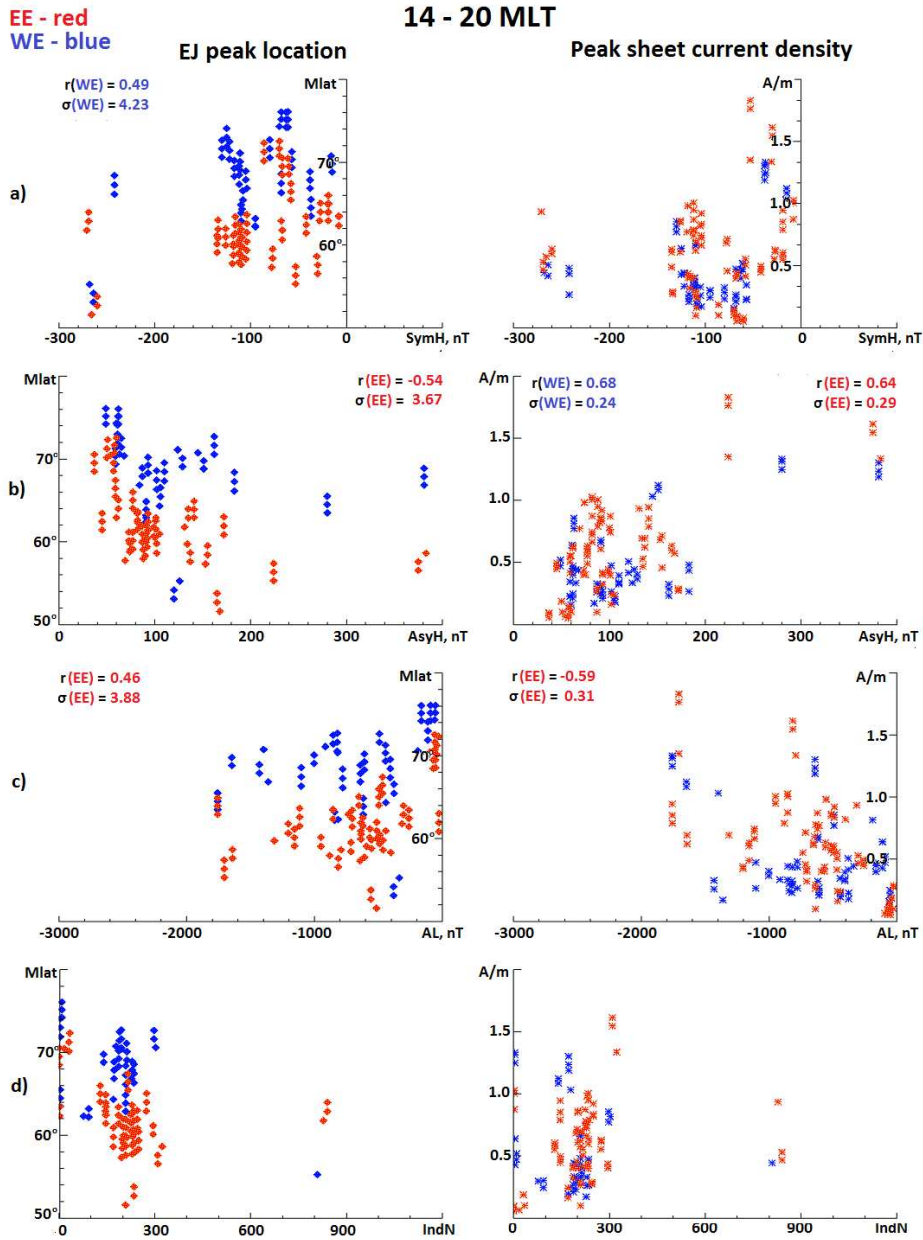 14 - 20 MLT
EE - red
WE - blue
EJ peak location
Peak sheet current density
a)
r(WE) = 0.49
σ(WE) = 4.23
Mlat
70°
60°
-300 -200 -100 0
SymH, nT
A/m
1.5
1.0
0.5
-300 -200 -100 0
SymH, nT
b)
Mlat
r(EE) = -0.54
σ(EE) = 3.67
70°
60°
50°
0 100 200 300
AsyH, nT
A/m
r(WE) = 0.68
σ(WE) = 0.24
r(EE) = 0.64
σ(EE) = 0.29
1.5
1.0
0.5
0 100 200 300
AsyH, nT
c)
r(EE) = 0.46
σ(EE) = 3.88
Mlat
70°
60°
-3000 -2000 -1000
AL, nT
r(EE) = -0.59
σ(EE) = 0.31
A/m
1.5
1.0
0.5
-3000 -2000 -1000
AL, nT
d)
Mlat
70°
60°
50°
0 300 600 900
IndN
A/m
1.5
1.0
0.5
0 300 600 900
IndN